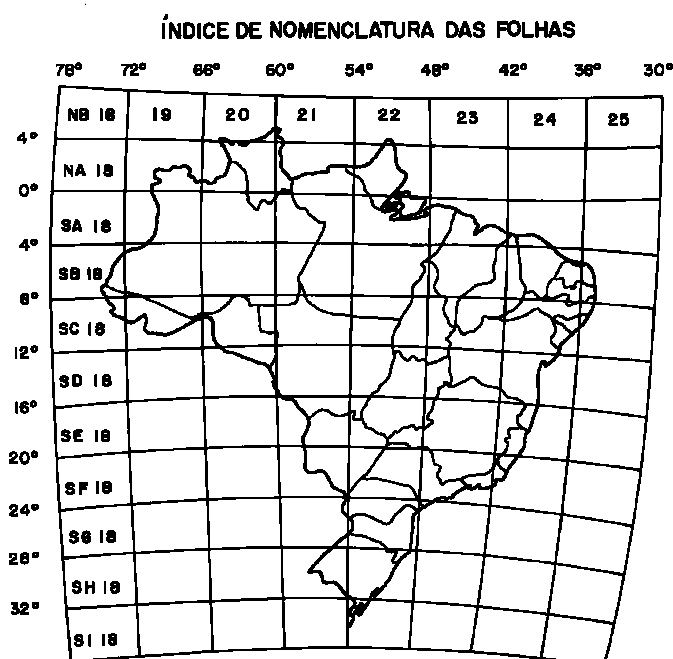 ÍNDICE DE NOMENCLATURA DAS FOLHAS
78° 72° 66° 60° 54° 48° 42° 36° 30°
NB 18 19 20 21 22 23 24 25
4°
NA 18
0°
SA 18
4°
SB 18
8°
SC 18
12°
SD 18
16°
SE 18
20°
SF 18
24°
SG 18
28°
SH 18
32°
SI 18